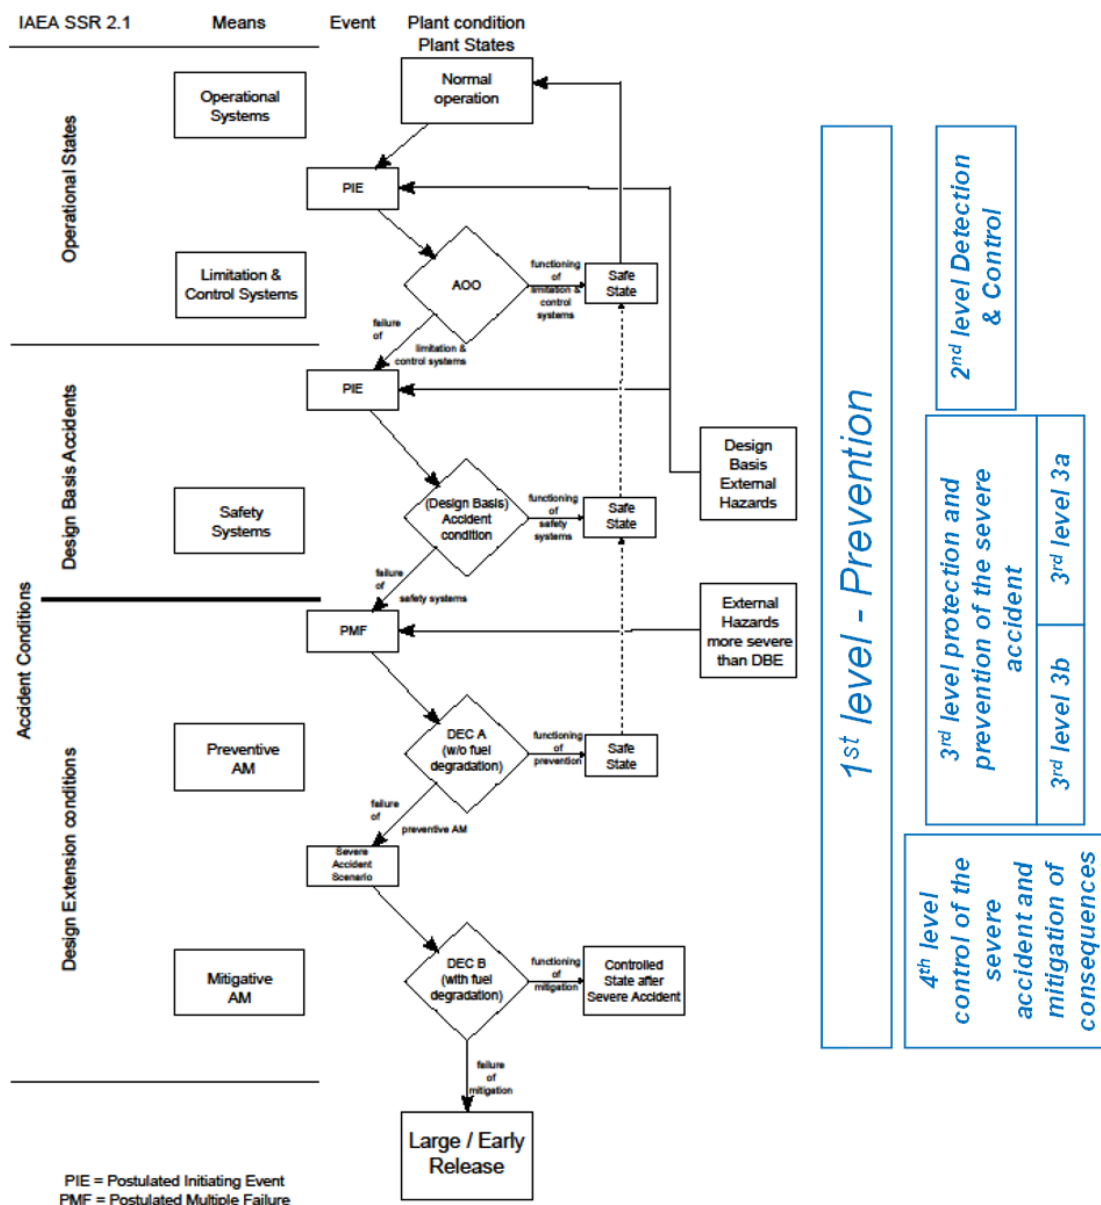 IAEA SSR 2.1
Means
Event
Plant condition
Plant States
Operational States
Operational
Systems
Normal
operation
PIE
Limitation &
Control Systems
AOO
functioning
of
limitation &
control
systems
Safe
State
failure
of
limitation &
control systems
Accident Conditions
Design Basis Accidents
PIE
Design
Basis
External
Hazards
Safety
Systems
(Design Basis)
Accident
condition
functioning
of
safety
systems
Safe
State
failure
of
safety systems
Design Extension conditions
PMF
External
Hazards
more severe
than DBE
Preventive
AM
DEC A
(w/o fuel
degradation)
functioning
of
prevention
Safe
State
failure
of
preventive AM
Severe
Accident
Scenario
Mitigative
AM
DEC B
(with fuel
degradation)
functioning
of
mitigation
Controlled
State after
Severe Accident
failure
of
mitigation
Large / Early
Release
PIE = Postulated Initiating Event
PMF = Postulated Multiple Failure
1st level - Prevention
2nd level Detection
& Control
3rd level protection and
prevention of the severe
accident
3rd level 3a
3rd level 3b
4th level
control of the
severe
accident and
mitigation of
consequences